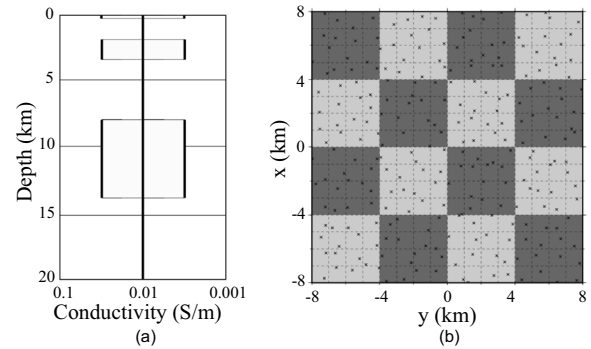 0
5
10
15
20
Depth (km)
0.1 0.01 0.001
Conductivity (S/m)
(a)
8
4
0
-4
-8
x (km)
-8 -4 0 4 8
y (km)
(b)